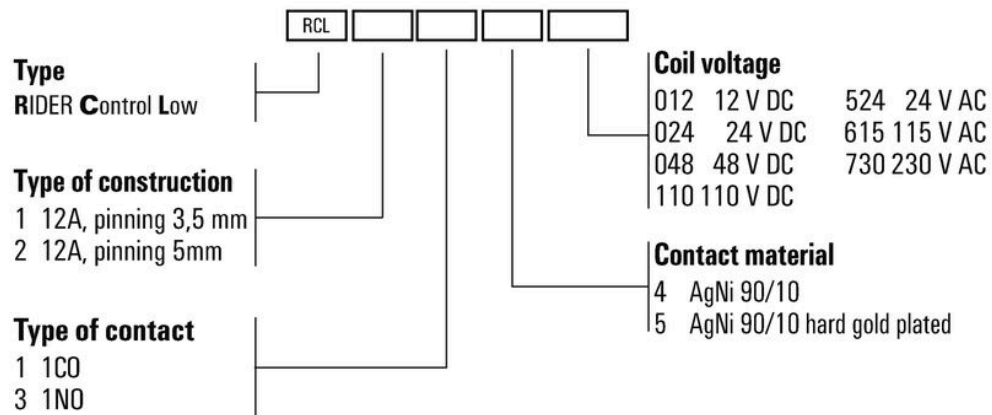 RCL
Type
RIDER Control Low
Type of construction
1 12A, pinning 3,5 mm
2 12A, pinning 5mm
Type of contact
1 1CO
3 1NO
Coil voltage
012 12 V DC 524 24 V AC
024 24 V DC 615 115 V AC
048 48 V DC 730 230 V AC
110 110 V DC
Contact material
4 AgNi 90/10
5 AgNi 90/10 hard gold plated